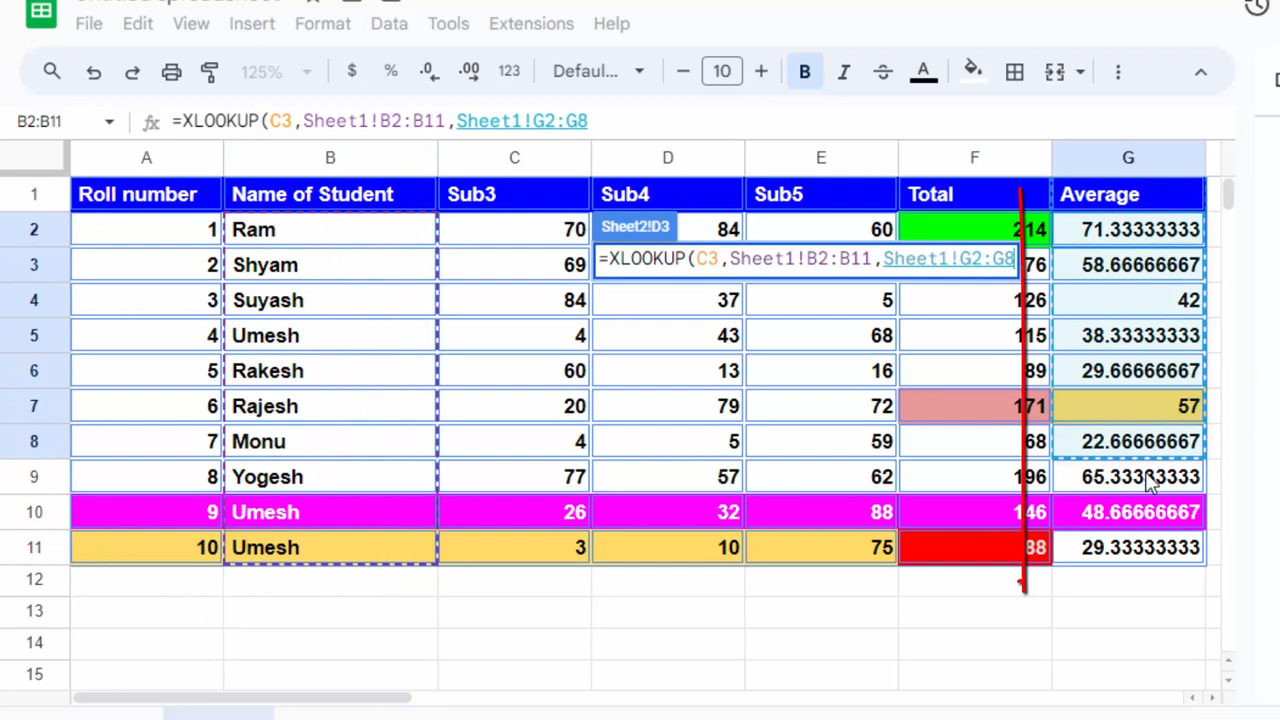 File Edit View Insert Format Data Tools Extensions Help
125% $ % .0 .00 123 Defaul... − 10 + B I A
B2:B11 fx =XLOOKUP(C3,Sheet1!B2:B11,Sheet1!G2:G8
A B C D E F G
1 Roll number Name of Student Sub3 Sub4 Sub5 Total Average
2 1 Ram 70 Sheet2!D3 84 60 214 71.33333333
3 2 Shyam 69 =XLOOKUP(C3,Sheet1!B2:B11,Sheet1!G2:G8 76 58.66666667
4 3 Suyash 84 37 5 126 42
5 4 Umesh 4 43 68 115 38.33333333
6 5 Rakesh 60 13 16 89 29.66666667
7 6 Rajesh 20 79 72 171 57
8 7 Monu 4 5 59 68 22.66666667
9 8 Yogesh 77 57 62 196 65.33333333
10 9 Umesh 26 32 88 146 48.66666667
11 10 Umesh 3 10 75 88 29.33333333
12
13
14
15